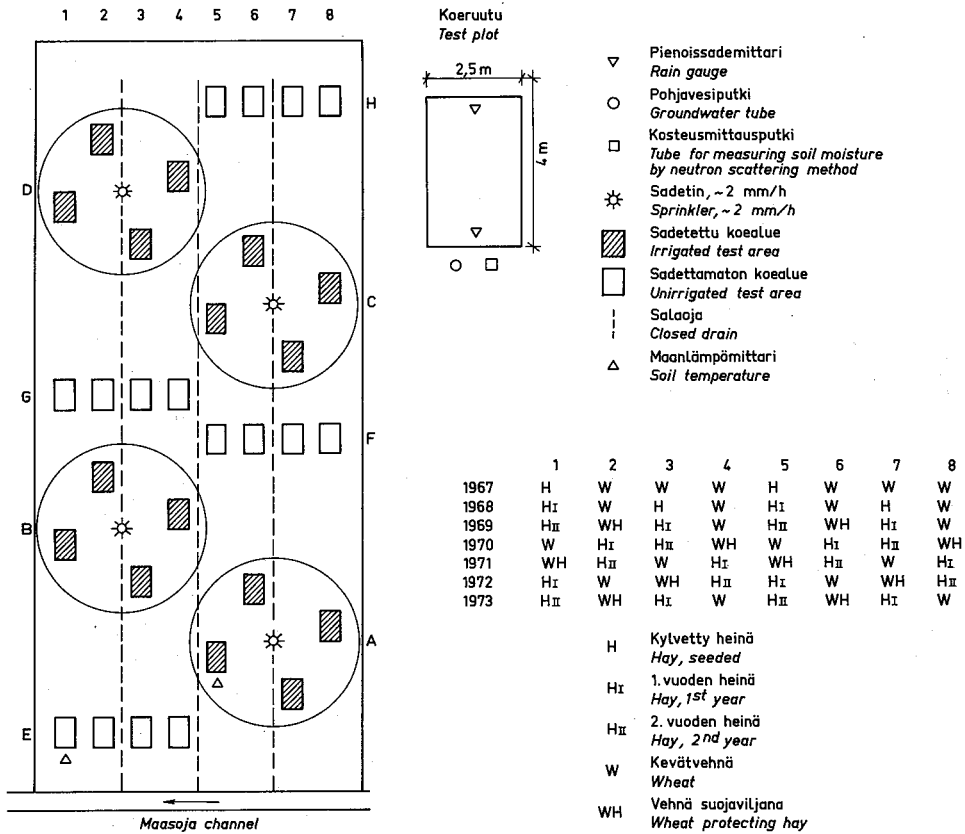 1 2 3 4 5 6 7 8
H
D
C
G
F
B
A
E
Maasoja channel
Koeruutu
Test plot
2,5 m
4 m
Pienoissademittari
Rain gauge
Pohjavesiputki
Groundwater tube
Kosteusmittausputki
Tube for measuring soil moisture
by neutron scattering method
Sadetin, ~2 mm/h
Sprinkler, ~2 mm/h
Sadetettu koealue
Irrigated test area
Sadettamaton koealue
Unirrigated test area
Salaoja
Closed drain
Maanlämpömittari
Soil temperature
1 2 3 4 5 6 7 8
1967 H W W W H W W W
1968 HI W H W HI W H W
1969 HII WH HI W HII WH HI W
1970 W HI HII WH W HI HII WH
1971 WH HII W HI WH HII W HI
1972 HI W WH HII HI W WH HII
1973 HII WH HI W HII WH HI W
H Kylvetty heinä
Hay, seeded
HI 1. vuoden heinä
Hay, 1st year
HII 2. vuoden heinä
Hay, 2nd year
W Kevätvehnä
Wheat
WH Vehnä suojaviljana
Wheat protecting hay